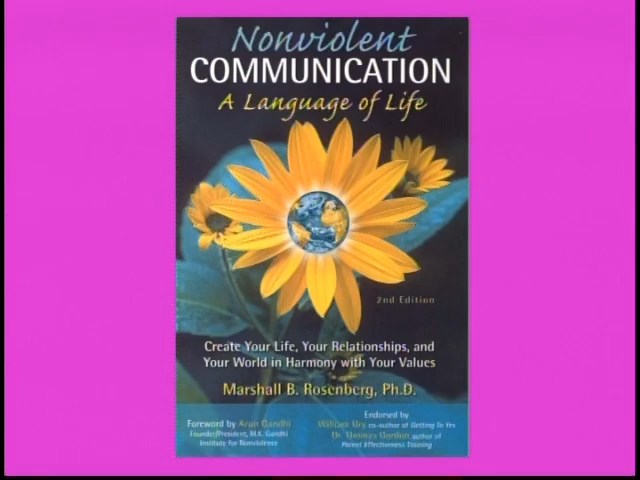 Nonviolent
COMMUNICATION
A Language of Life
2nd Edition
Create Your Life, Your Relationships, and
Your World in Harmony with Your Values
Marshall B. Rosenberg, Ph.D.
Foreword by Arun Gandhi
Founder/President, M.K. Gandhi
Institute for Nonviolence
Endorsed by
William Ury co-author of Getting To Yes
Dr. Thomas Gordon author of
Parent Effectiveness Training